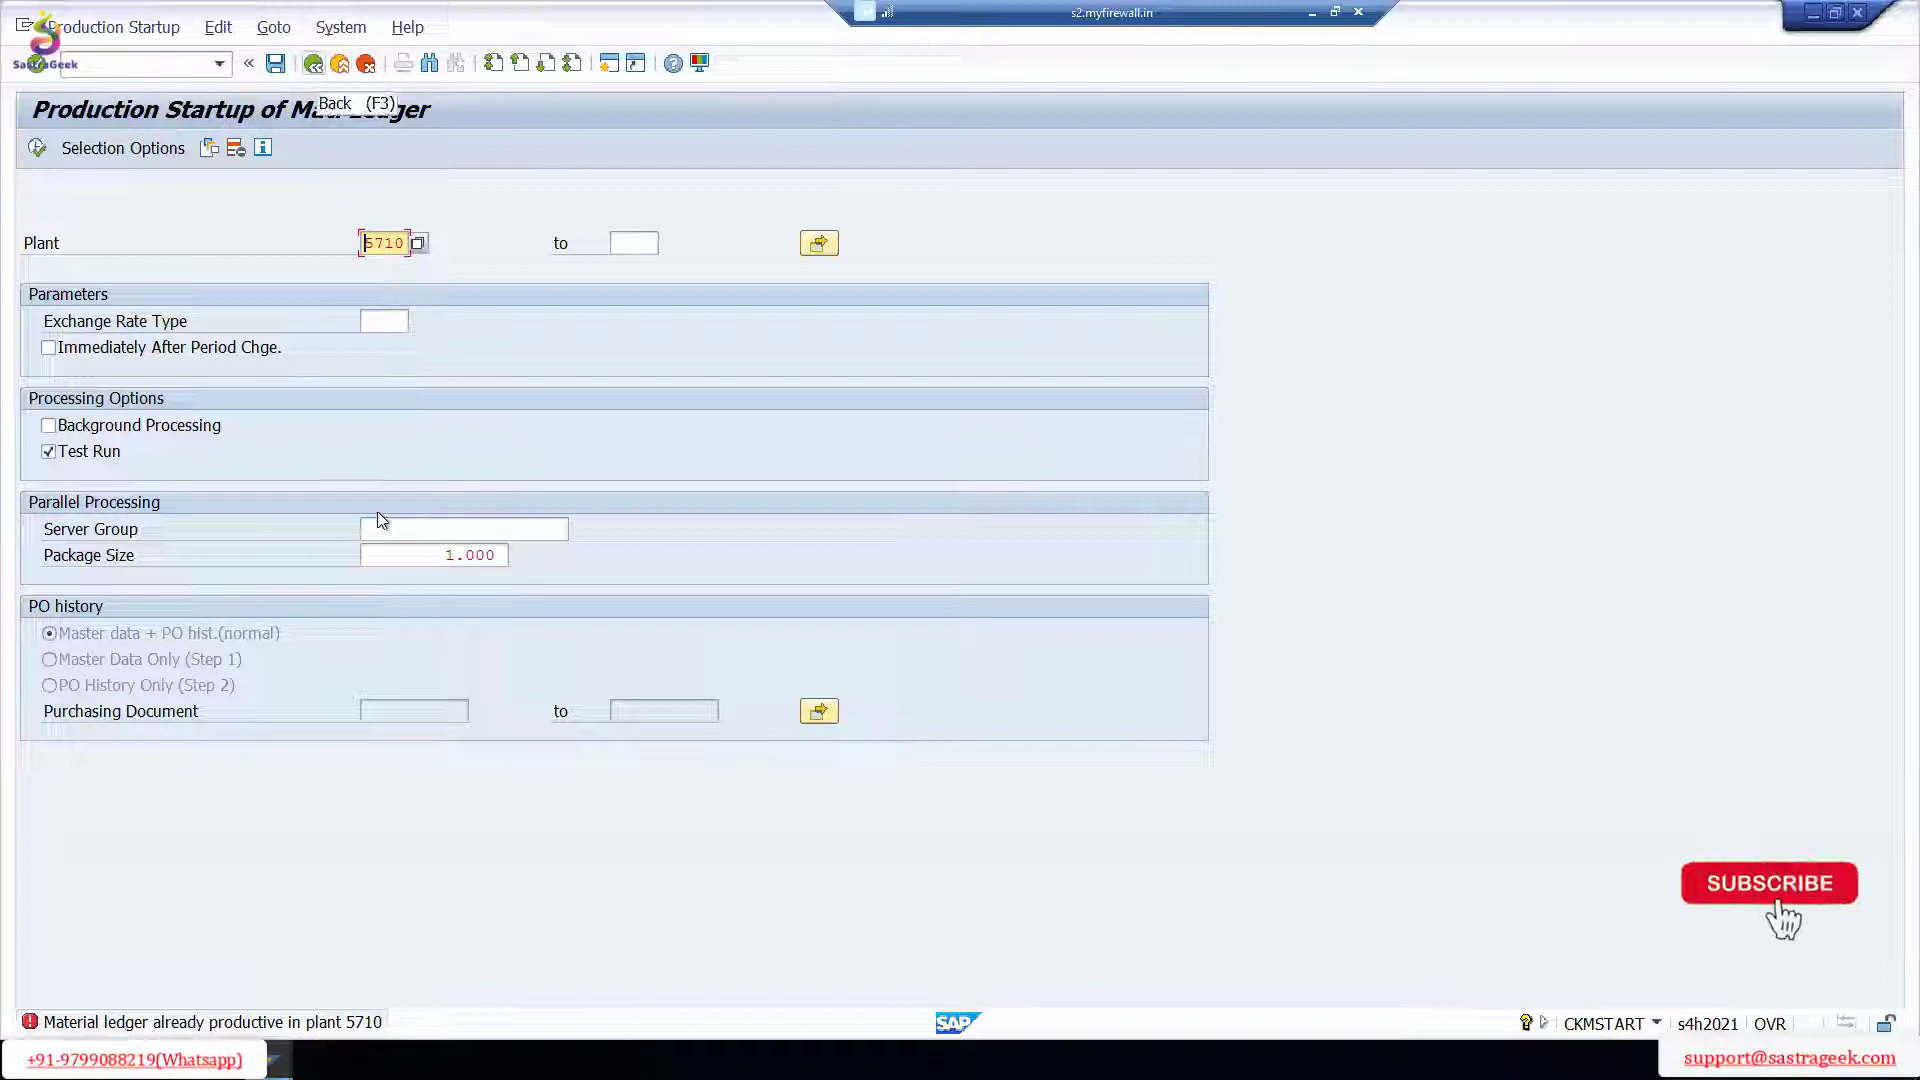 Production Startup Edit Goto System Help
s2.myfirewall.in
SastraGeek
Back (F3)
Production Startup of Mat. Ledger
Selection Options
Plant 5710 to
Parameters
Exchange Rate Type
Immediately After Period Chge.
Processing Options
Background Processing
Test Run
Parallel Processing
Server Group
Package Size 1.000
PO history
Master data + PO hist.(normal)
Master Data Only (Step 1)
PO History Only (Step 2)
Purchasing Document to
SUBSCRIBE
Material ledger already productive in plant 5710
SAP
CKMSTART s4h2021 OVR
+91-9799088219(Whatsapp)
support@sastrageek.com